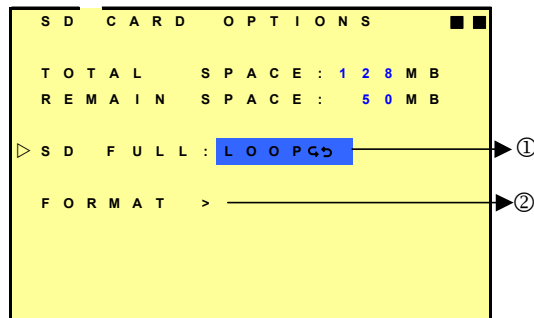 SD CARD OPTIONS
TOTAL SPACE:128MB
REMAIN SPACE: 50MB
SD FULL:LOOP
①
FORMAT >
②